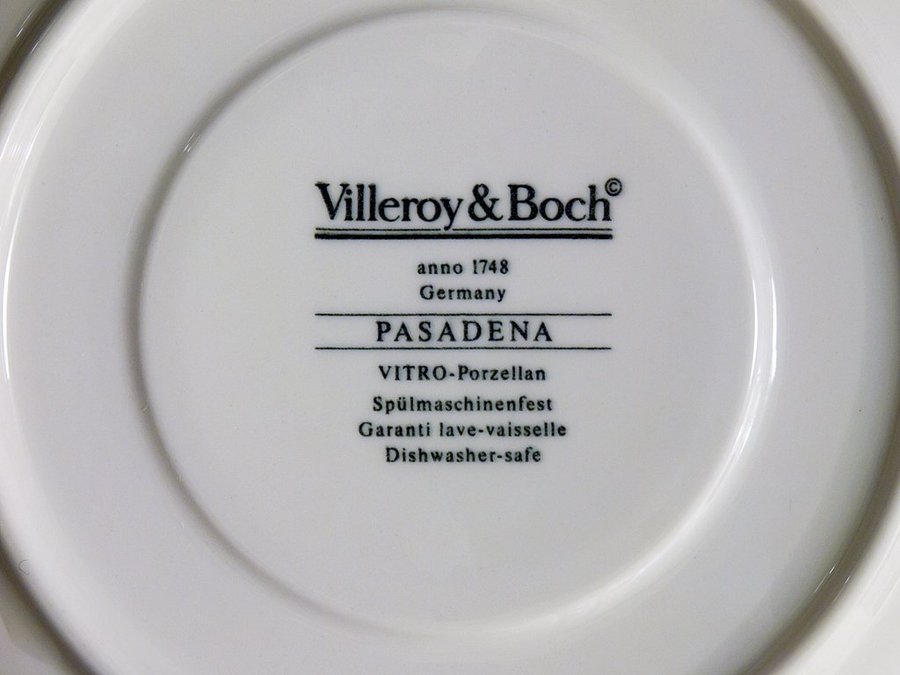 Villeroy & Boch©
anno 1748
Germany
PASADENA
VITRO-Porzellan
Spülmaschinenfest
Garanti lave-vaisselle
Dishwasher-safe